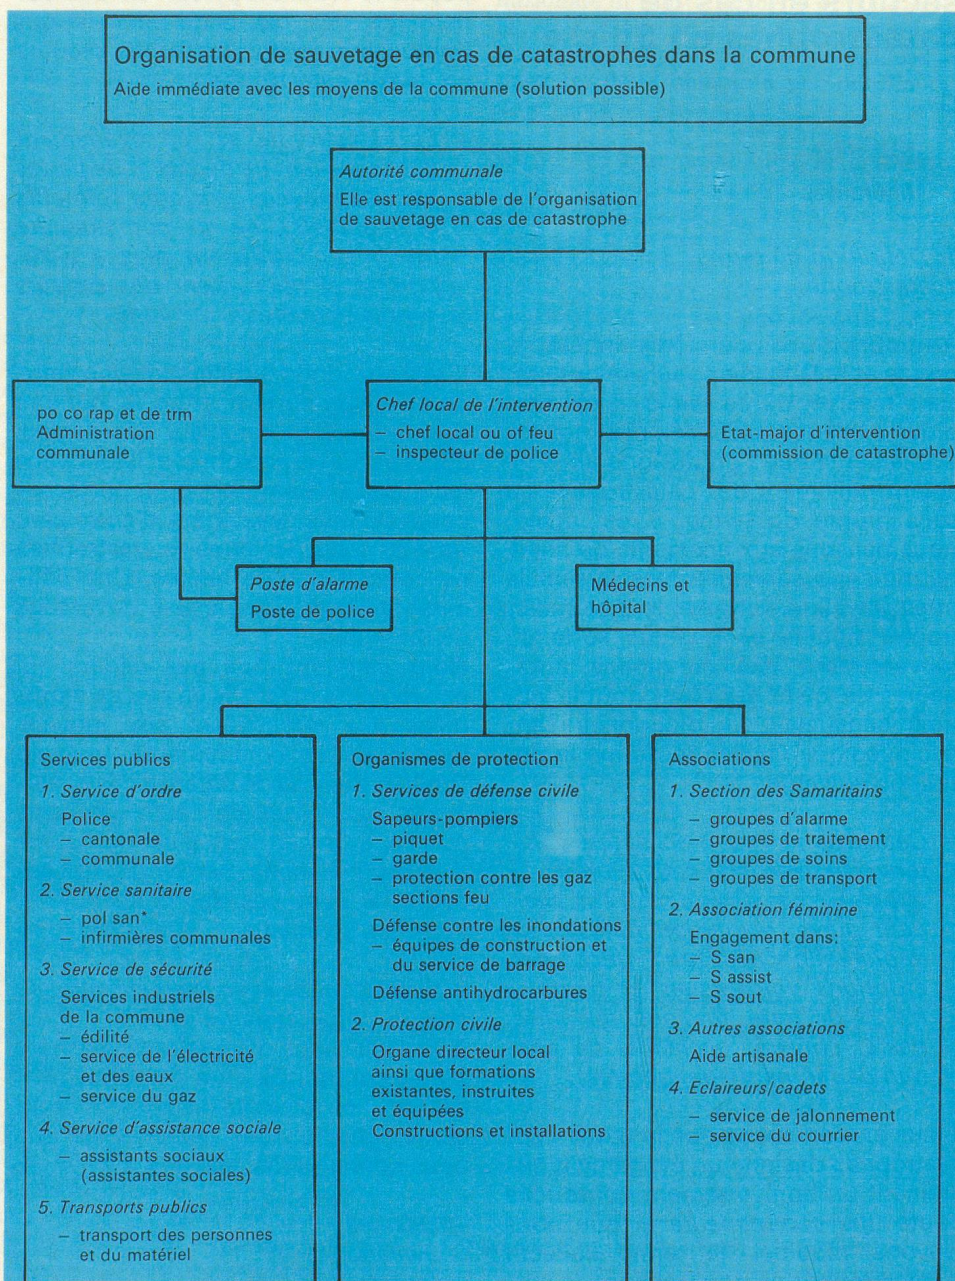 Organisation de sauvetage en cas de catastrophes dans la commune
Aide immédiate avec les moyens de la commune (solution possible)
Autorité communale
Elle est responsable de l'organisation
de sauvetage en cas de catastrophe
po co rap et de trm
Administration
communale
Chef local de l'intervention
– chef local ou of feu
– inspecteur de police
Etat-major d'intervention
(commission de catastrophe)
Poste d'alarme
Poste de police
Médecins et
hôpital
Services publics
1. Service d'ordre
Police
– cantonale
– communale
2. Service sanitaire
– pol san*
– infirmières communales
3. Service de sécurité
Services industriels
de la commune
– édilité
– service de l'électricité
et des eaux
– service du gaz
4. Service d'assistance sociale
– assistants sociaux
(assistantes sociales)
5. Transports publics
– transport des personnes
et du matériel
Organismes de protection
1. Services de défense civile
Sapeurs-pompiers
– piquet
– garde
– protection contre les gaz
sections feu
Défense contre les inondations
– équipes de construction et
du service de barrage
Défense antihydrocarbures
2. Protection civile
Organe directeur local
ainsi que formations
existantes, instruites
et équipées
Constructions et installations
Associations
1. Section des Samaritains
– groupes d'alarme
– groupes de traitement
– groupes de soins
– groupes de transport
2. Association féminine
Engagement dans:
– S san
– S assist
– S sout
3. Autres associations
Aide artisanale
4. Eclaireurs/cadets
– service de jalonnement
– service du courrier